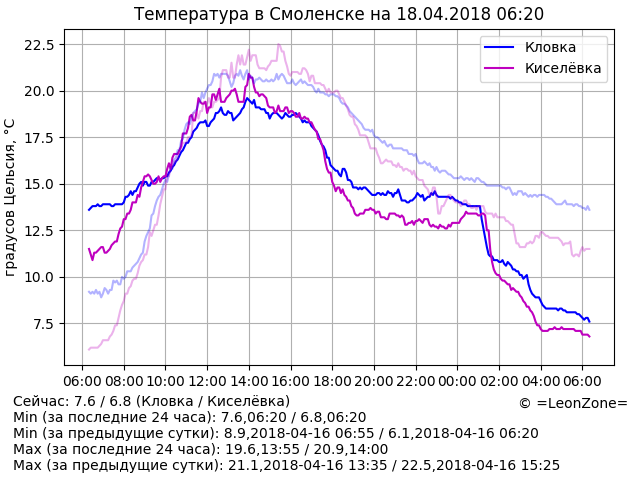 Температура в Смоленске на 18.04.2018 06:20
градусов Цельсия, °C
22.5
20.0
17.5
15.0
12.5
10.0
7.5
Кловка
Киселёвка
06:00 08:00 10:00 12:00 14:00 16:00 18:00 20:00 22:00 00:00 02:00 04:00 06:00
Сейчас: 7.6 / 6.8 (Кловка / Киселёвка)
© =LeonZone=
Min (за последние 24 часа): 7.6,06:20 / 6.8,06:20
Min (за предыдущие сутки): 8.9,2018-04-16 06:55 / 6.1,2018-04-16 06:20
Max (за последние 24 часа): 19.6,13:55 / 20.9,14:00
Max (за предыдущие сутки): 21.1,2018-04-16 13:35 / 22.5,2018-04-16 15:25